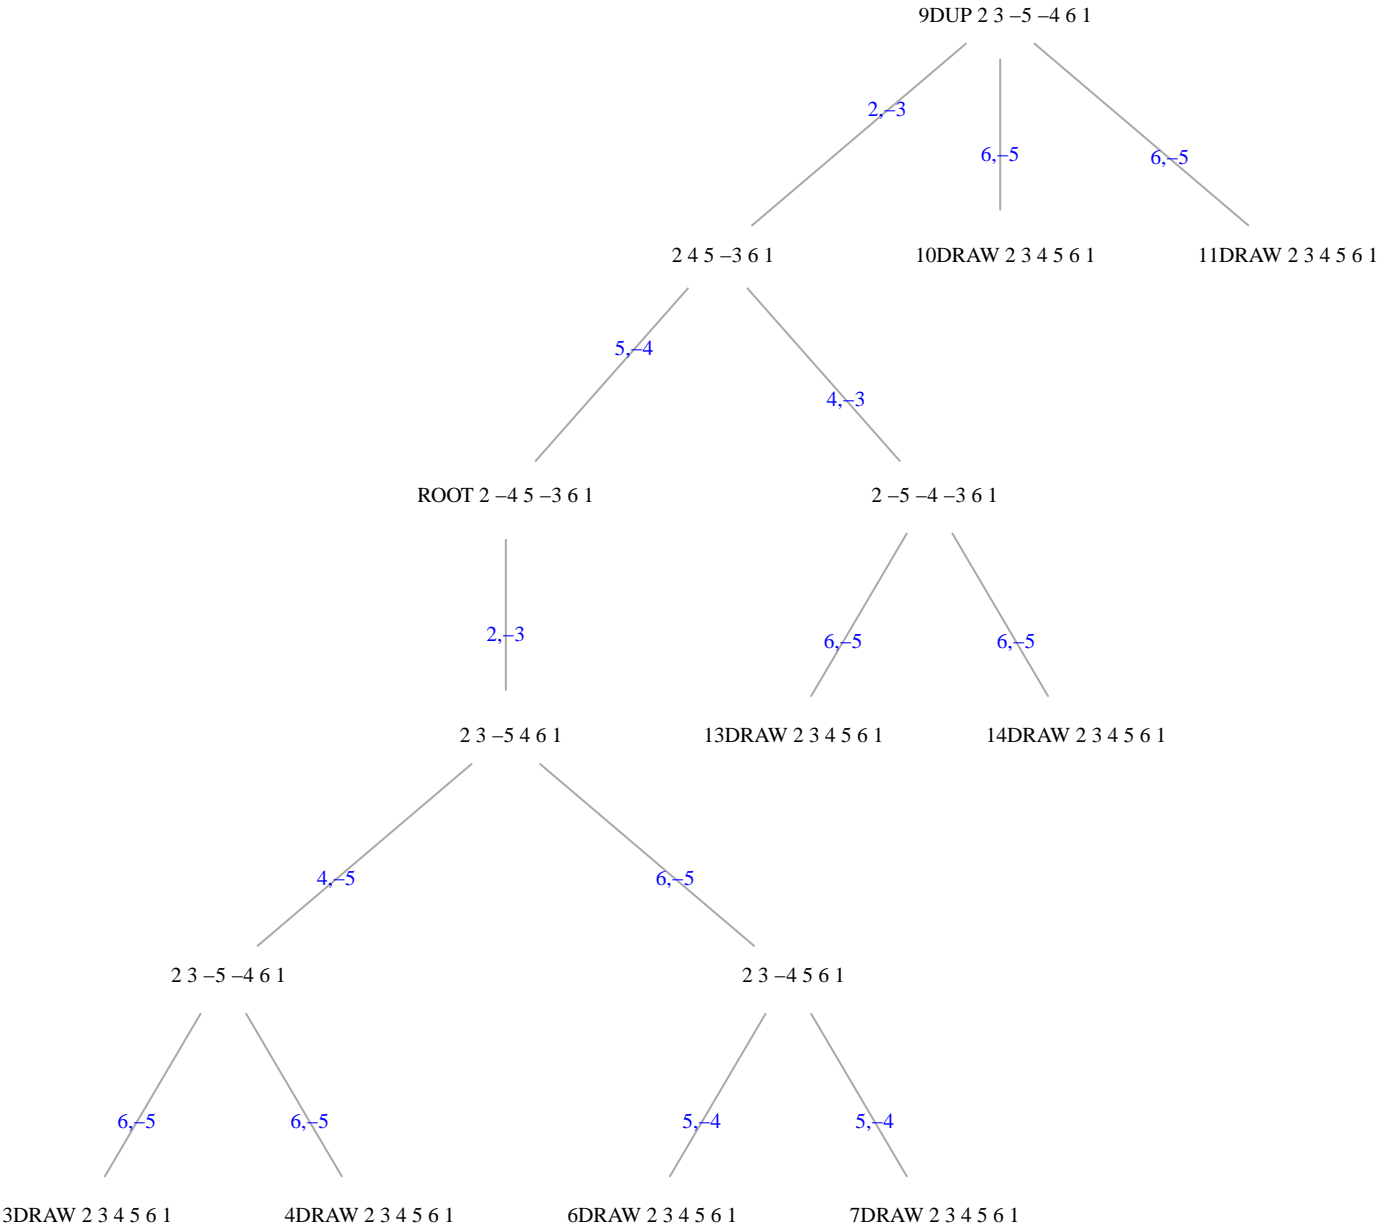 9DUP 2 3 –5 –4 6 1
2,–3
6,–5
6,–5
2 4 5 –3 6 1
10DRAW 2 3 4 5 6 1
11DRAW 2 3 4 5 6 1
5,–4
4,–3
ROOT 2 –4 5 –3 6 1
2 –5 –4 –3 6 1
2,–3
6,–5
6,–5
2 3 –5 4 6 1
13DRAW 2 3 4 5 6 1
14DRAW 2 3 4 5 6 1
4,–5
6,–5
2 3 –5 –4 6 1
2 3 –4 5 6 1
6,–5
6,–5
5,–4
5,–4
3DRAW 2 3 4 5 6 1
4DRAW 2 3 4 5 6 1
6DRAW 2 3 4 5 6 1
7DRAW 2 3 4 5 6 1